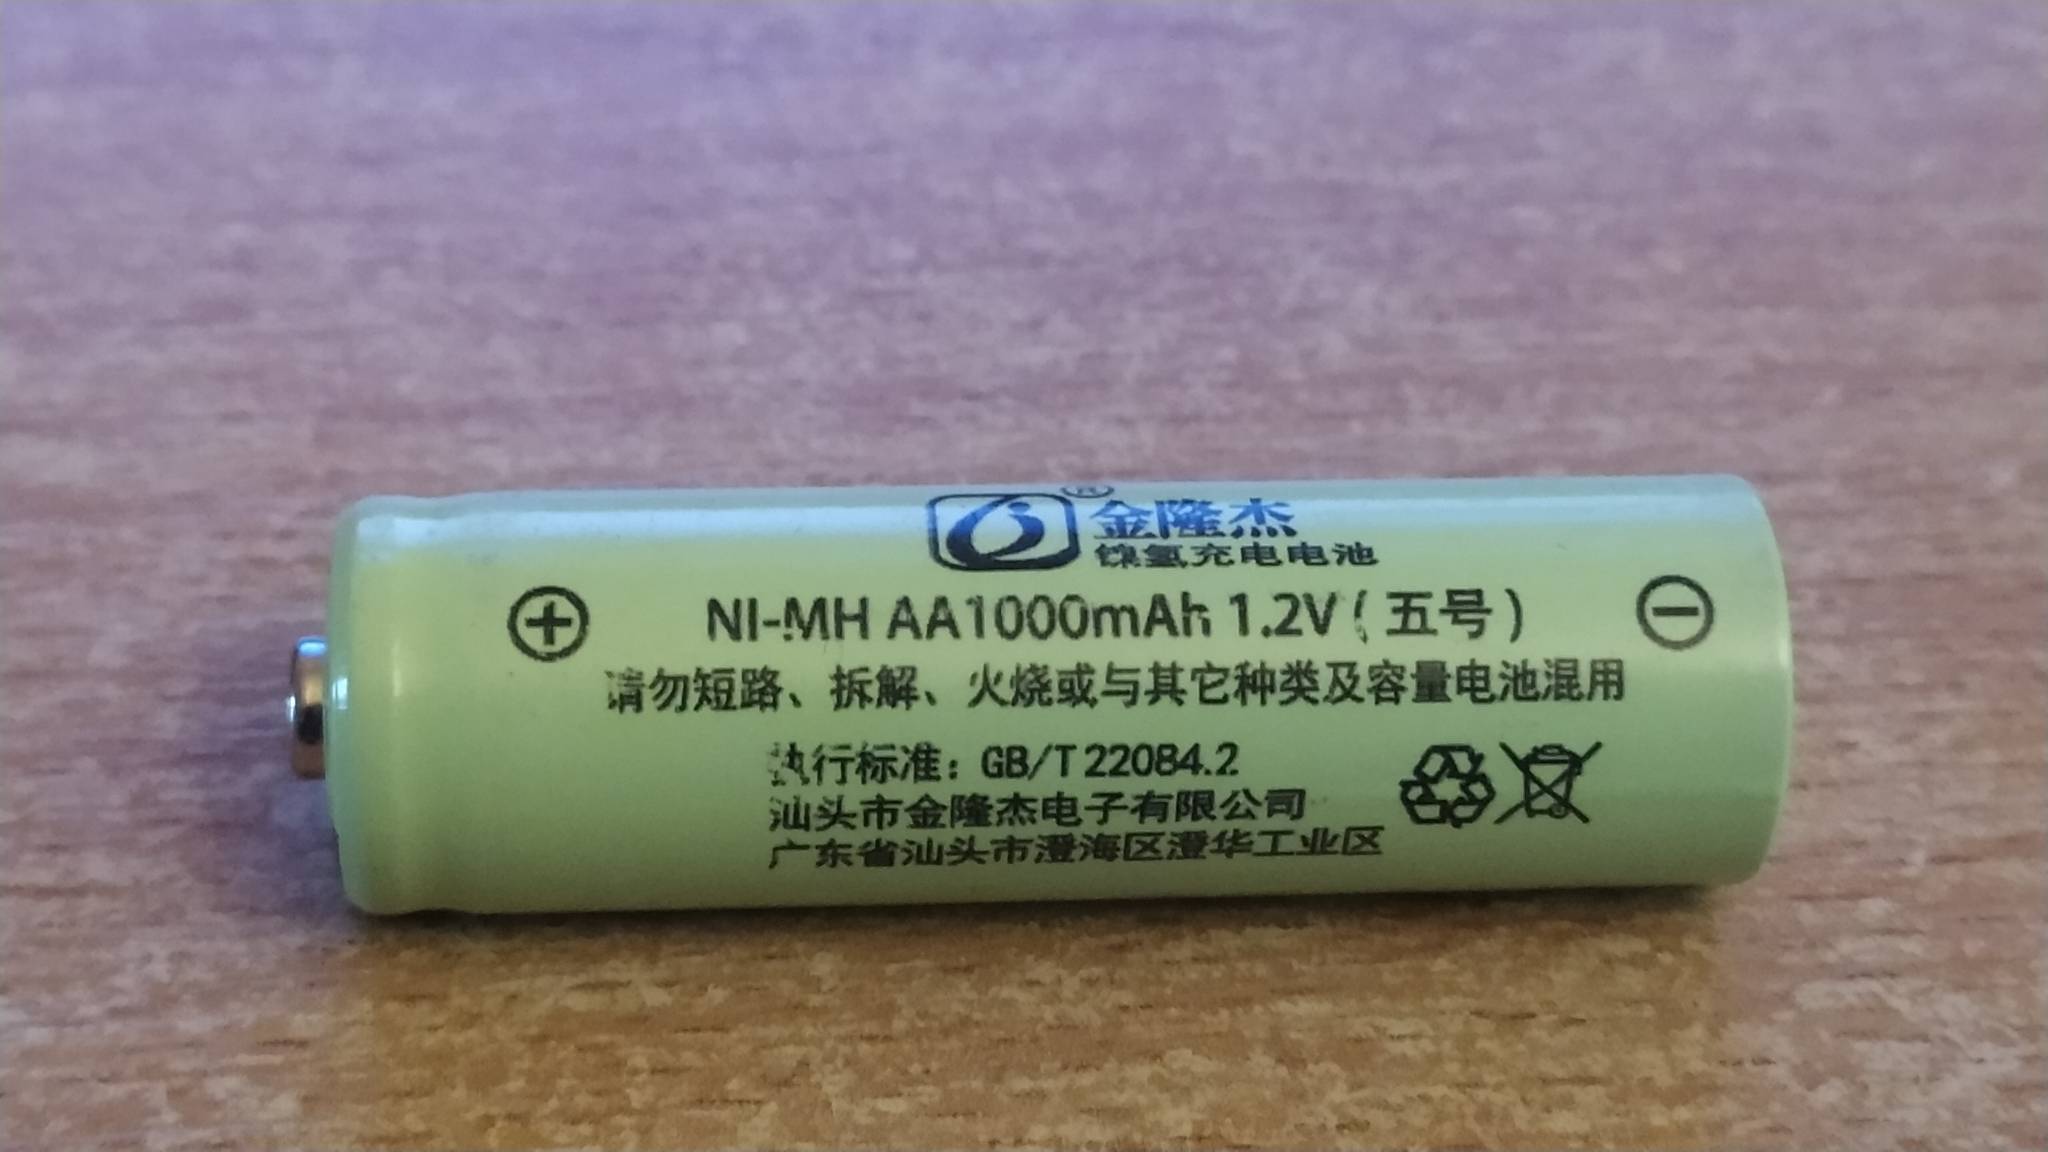 ®
金隆杰
镍氢充电电池
NI-MH AA1000mAh 1.2V(五号)
请勿短路、拆解、火烧或与其它种类及容量电池混用
执行标准：GB/T 22084.2
汕头市金隆杰电子有限公司
广东省汕头市澄海区澄华工业区